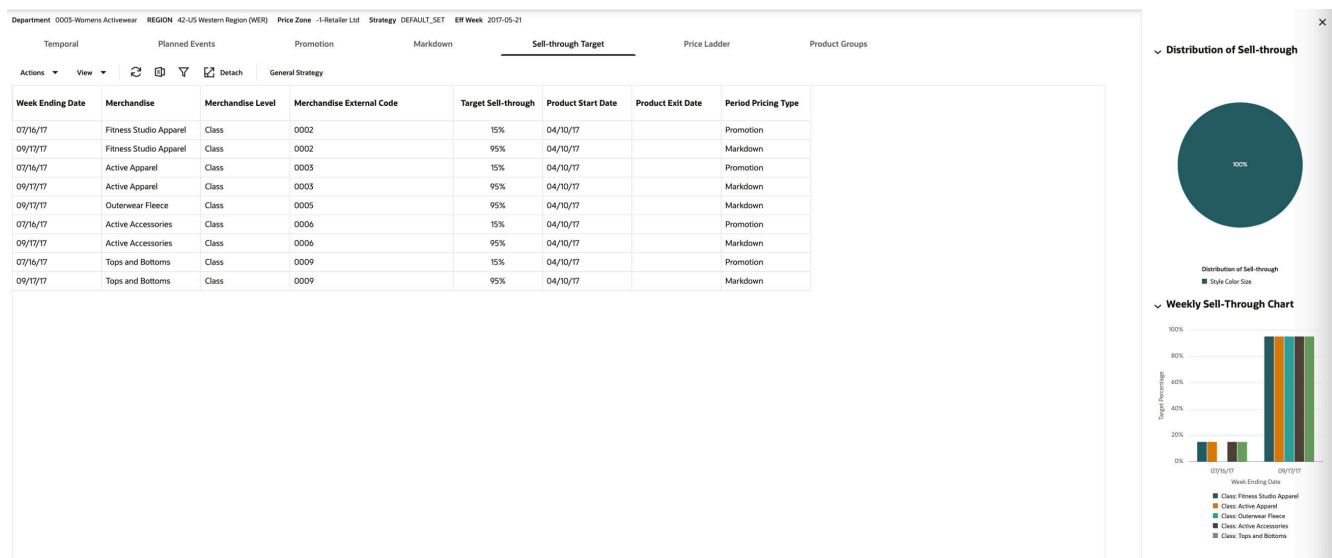 Department 0003-Womens Activewear REGION 42-US Western Region (WER) Price Zone -1-Retailer Ltd Strategy DEFAULT_SET Eff Week 2017-05-21
Temporal Planned Events Promotion Markdown Sell-through Target Price Ladder Product Groups
Actions View Detach General Strategy
Week Ending Date Merchandise Merchandise Level Merchandise External Code Target Sell-through Product Start Date Product Exit Date Period Pricing Type
07/16/17 Fitness Studio Apparel Class 0002 15% 04/10/17 Promotion
09/17/17 Fitness Studio Apparel Class 0002 95% 04/10/17 Markdown
07/16/17 Active Apparel Class 0003 15% 04/10/17 Promotion
09/17/17 Active Apparel Class 0003 95% 04/10/17 Markdown
09/17/17 Outerwear Fleece Class 0005 95% 04/10/17 Markdown
07/16/17 Active Accessories Class 0006 15% 04/10/17 Promotion
09/17/17 Active Accessories Class 0006 95% 04/10/17 Markdown
07/16/17 Tops and Bottoms Class 0009 15% 04/10/17 Promotion
09/17/17 Tops and Bottoms Class 0009 95% 04/10/17 Markdown
Distribution of Sell-through
100%
Distribution of Sell-through
Style Color Size
Weekly Sell-Through Chart
100%
80%
60%
40%
20%
0%
Target Percentage
07/16/17 09/17/17
Week Ending Date
Class: Fitness Studio Apparel
Class: Active Apparel
Class: Outerwear Fleece
Class: Active Accessories
Class: Tops and Bottoms